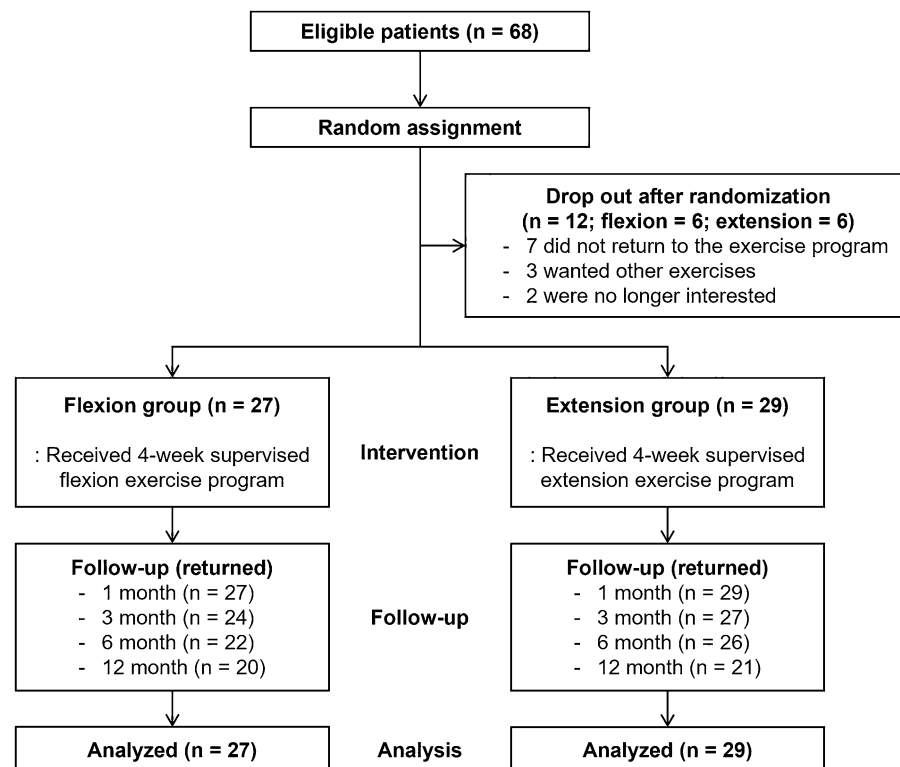 Eligible patients (n = 68)
Random assignment
Drop out after randomization
(n = 12; flexion = 6; extension = 6)
- 7 did not return to the exercise program
- 3 wanted other exercises
- 2 were no longer interested
Flexion group (n = 27)
: Received 4-week supervised
flexion exercise program
Intervention
Extension group (n = 29)
: Received 4-week supervised
extension exercise program
Follow-up (returned)
- 1 month (n = 27)
- 3 month (n = 24)
- 6 month (n = 22)
- 12 month (n = 20)
Follow-up
Follow-up (returned)
- 1 month (n = 29)
- 3 month (n = 27)
- 6 month (n = 26)
- 12 month (n = 21)
Analyzed (n = 27)
Analysis
Analyzed (n = 29)